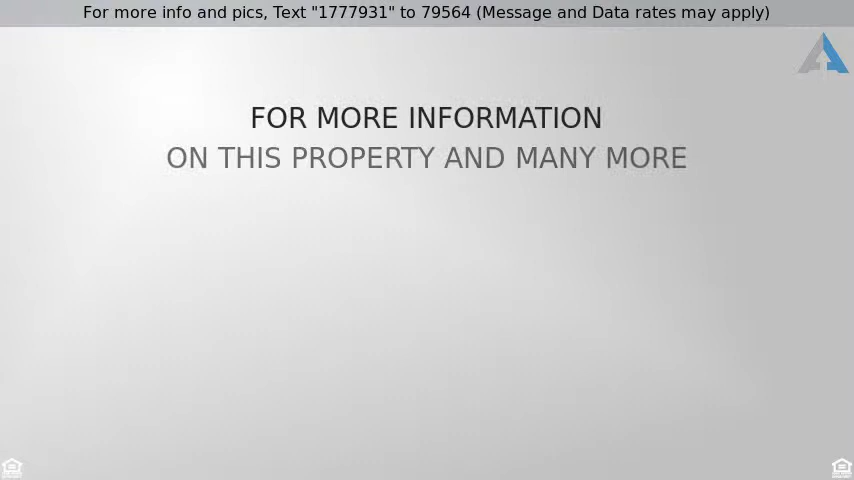 For more info and pics, Text "1777931" to 79564 (Message and Data rates may apply)
FOR MORE INFORMATION
ON THIS PROPERTY AND MANY MORE